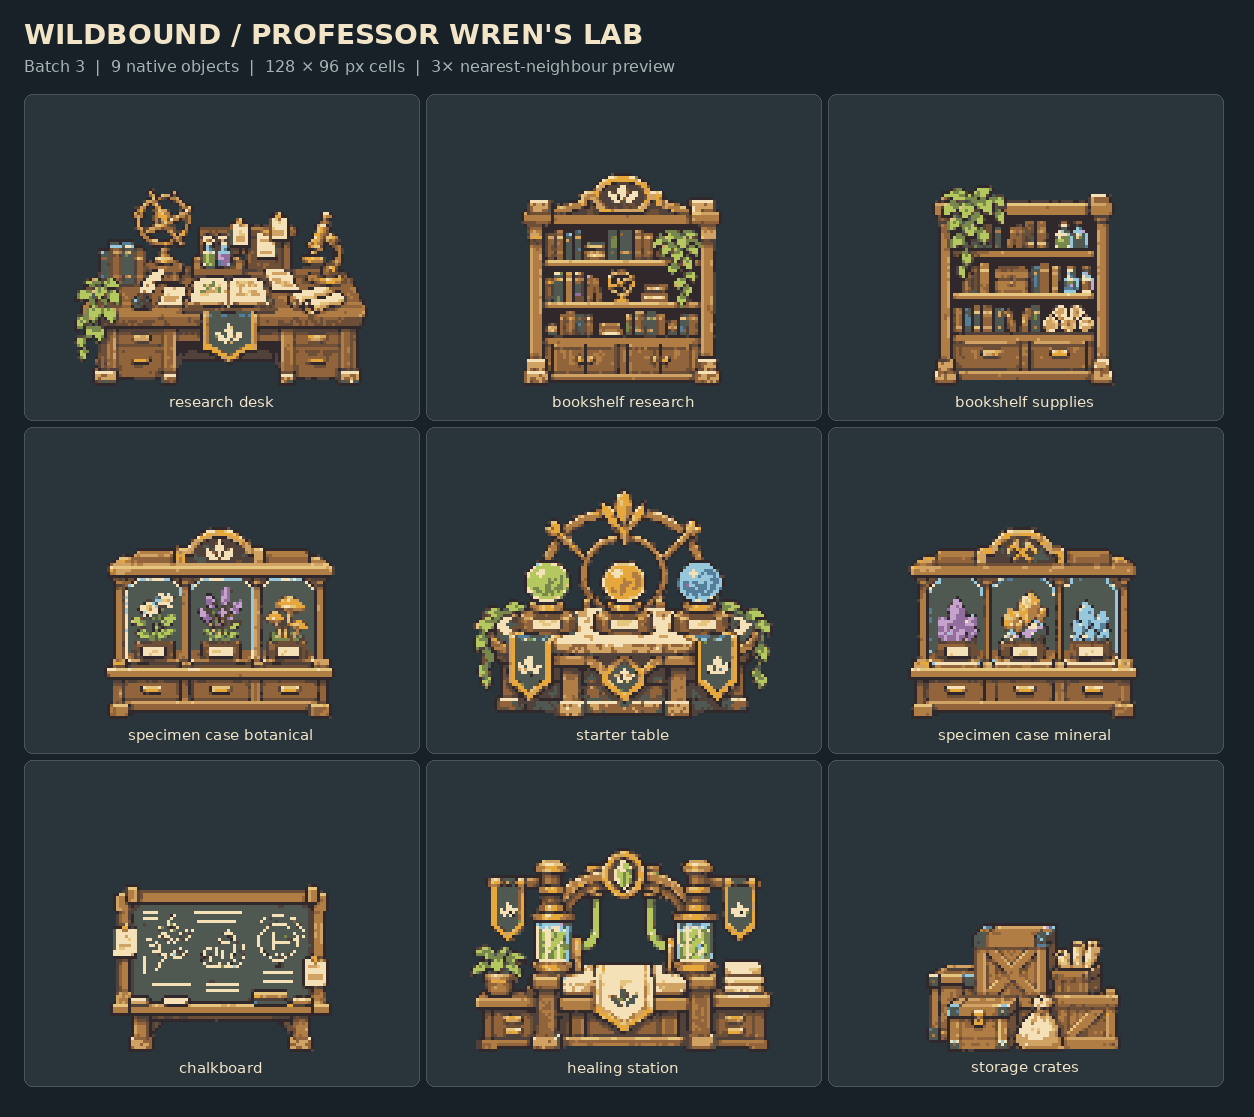 WILDBOUND / PROFESSOR WREN'S LAB
Batch 3 | 9 native objects | 128 × 96 px cells | 3× nearest-neighbour preview
research desk
bookshelf research
bookshelf supplies
specimen case botanical
starter table
specimen case mineral
chalkboard
healing station
storage crates